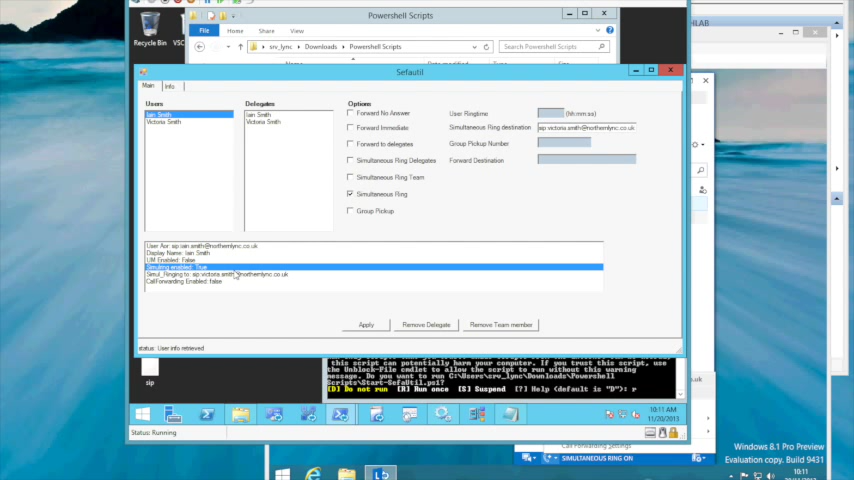 Powershell Scripts
File
Home
Share
View
srv_lync
Downloads
Powershell Scripts
Search Powershell Scripts
Recycle Bin
VSC
HLAB
Sefautil
Main
Info
Users
Delegates
Options
Iain Smith
Victoria Smith
Iain Smith
Victoria Smith
Forward No Answer
Forward Immediate
Forward to delegates
Simultaneous Ring Delegates
Simultaneous Ring Team
Simultaneous Ring
Group Pickup
User Ringtime
(hh:mm:ss)
Simultaneous Ring destination
sip:victoria.smith@northernlync.co.uk
Group Pickup Number
Forward Destination
User Aor: sip:iain.smith@northernlync.co.uk
Display Name: Iain Smith
UM Enabled: False
Simulring enabled: True
Simul_Ringing to: sip:victoria.smith@northernlync.co.uk
CallForwarding Enabled: false
Apply
Remove Delegate
Remove Team member
status: User info retrieved
sip
this script can potentially harm your computer. If you trust this script, use
the Unblock-File cmdlet to allow the script to run without this warning
message. Do you want to run C:\Users\srv_lync\Downloads\Powershell
Scripts\Start-SefaUtil.ps1?
[D] Do not run [R] Run once [S] Suspend [?] Help (default is "D"): r
.uk
10:11 AM
11/20/2013
Status: Running
Call Forwarding Settings
SIMULTANEOUS RING ON
Windows 8.1 Pro Preview
Evaluation copy. Build 9431
10:11